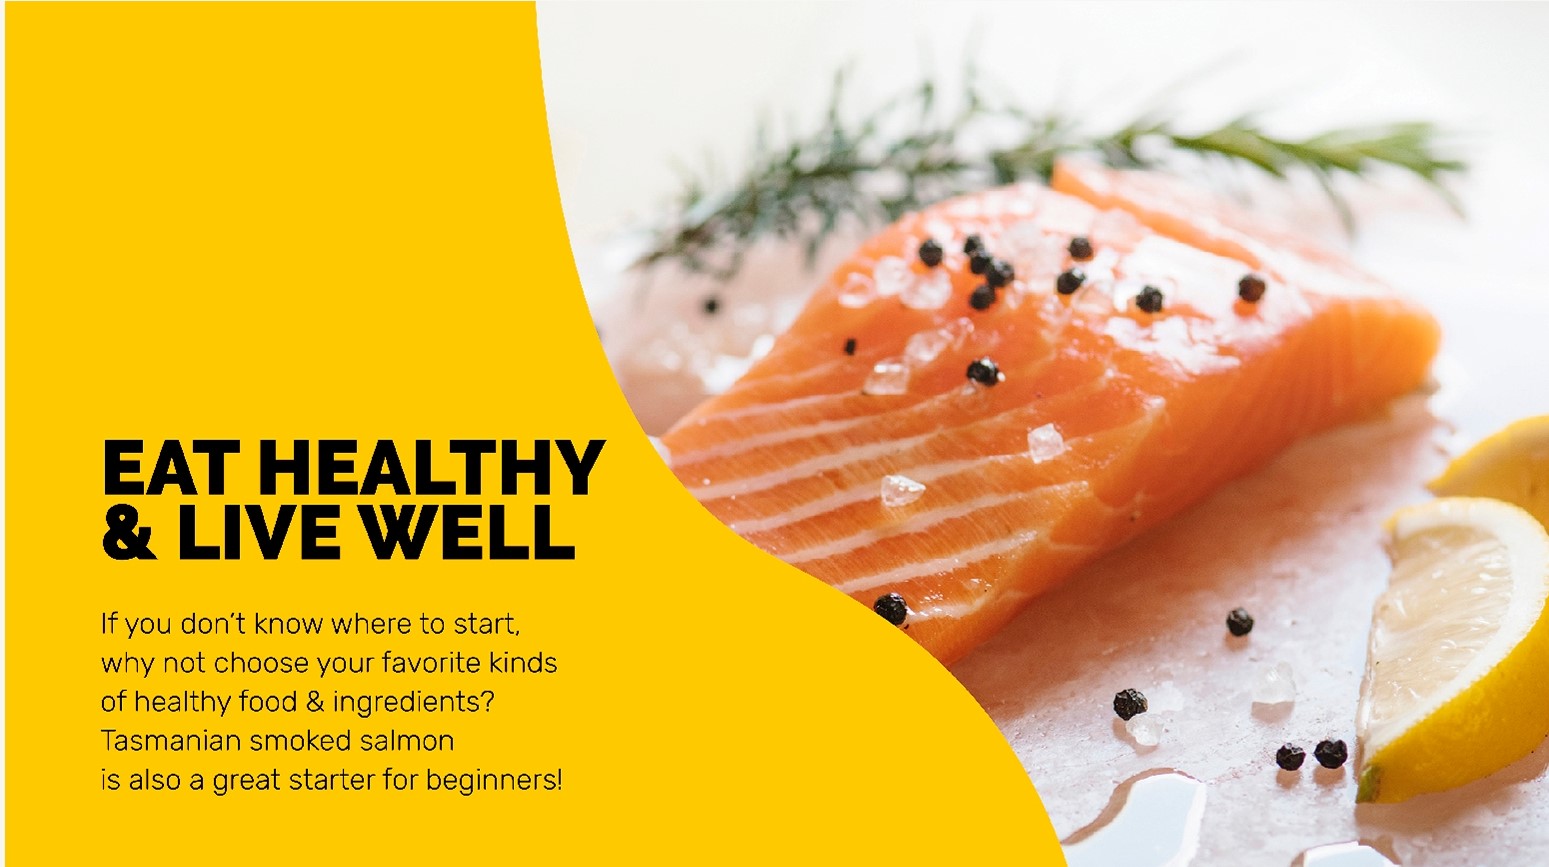 EAT HEALTHY
& LIVE WELL
If you don’t know where to start,
why not choose your favorite kinds
of healthy food & ingredients?
Tasmanian smoked salmon
is also a great starter for beginners!